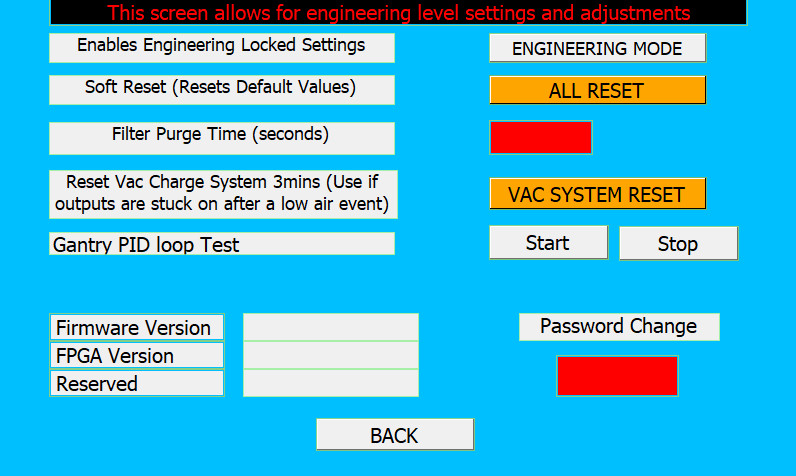 This screen allows for engineering level settings and adjustments
Enables Engineering Locked Settings
ENGINEERING MODE
Soft Reset (Resets Default Values)
ALL RESET
Filter Purge Time (seconds)
Reset Vac Charge System 3mins (Use if
outputs are stuck on after a low air event)
VAC SYSTEM RESET
Gantry PID loop Test
Start
Stop
Firmware Version
FPGA Version
Reserved
Password Change
BACK